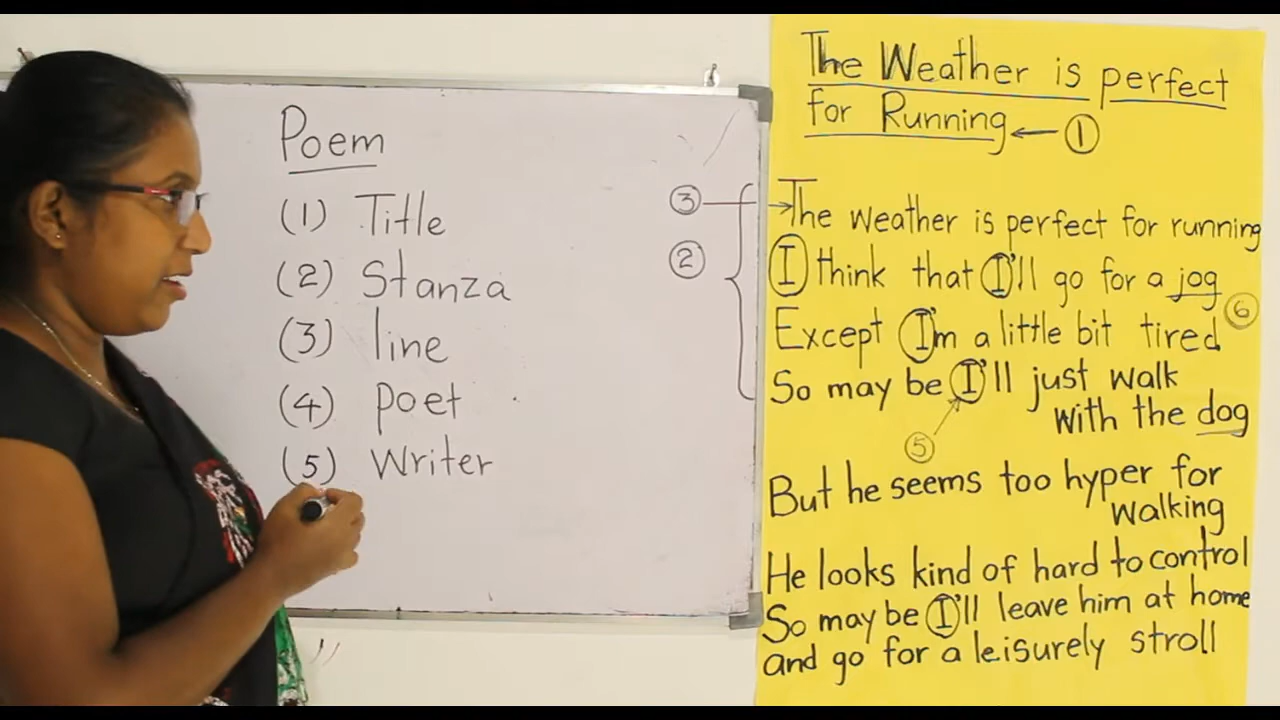 Poem
(1) Title
(2) Stanza
(3) line
(4) Poet
(5) Writer
3
2
The Weather is perfect
for Running ← 1
The weather is perfect for running
I think that I'll go for a jog
6
Except I'm a little bit tired
So may be I'll just walk
with the dog
5
But he seems too hyper for
walking
He looks kind of hard to control
So may be I'll leave him at home
and go for a leisurely stroll